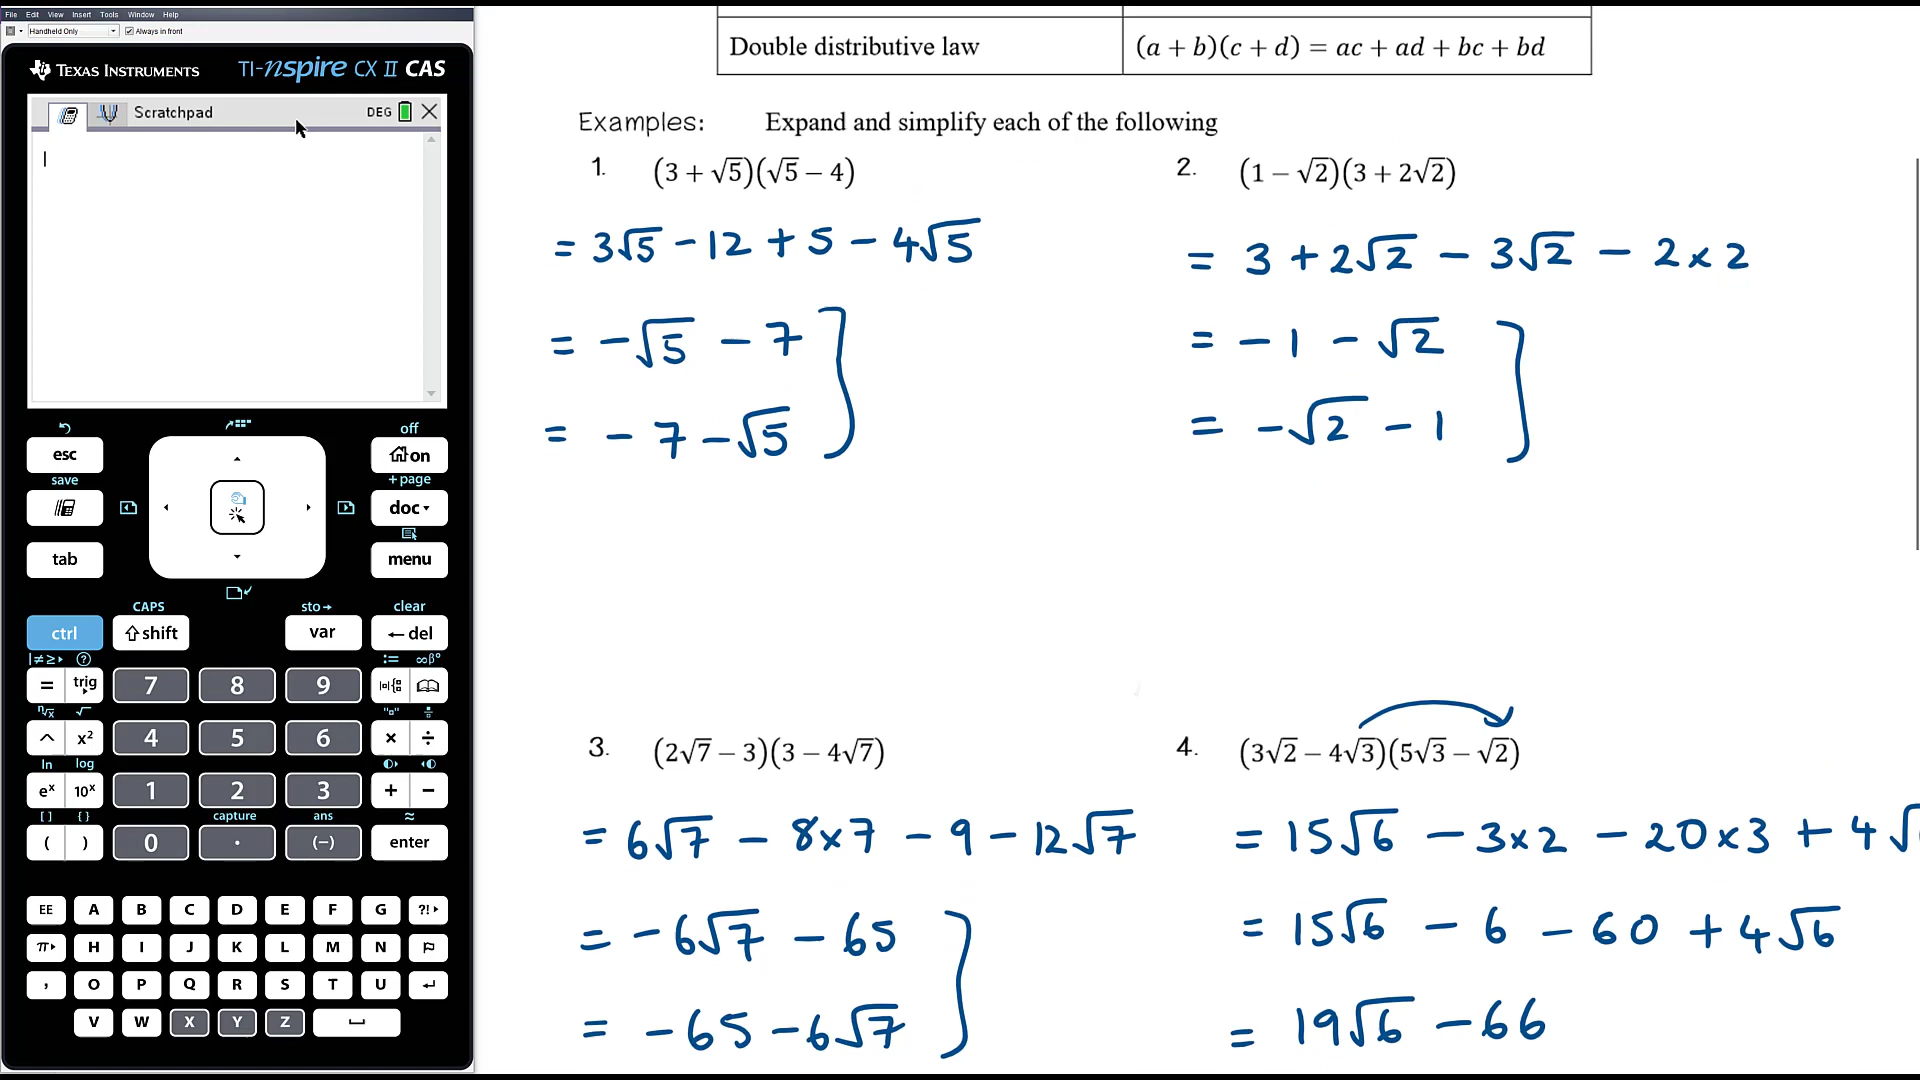 File Edit View Insert Tools Window Help
Handheld Only Always in front
TEXAS INSTRUMENTS TI-nspire CX II CAS
Scratchpad DEG
off
esc on
save + page
doc
tab menu
CAPS sto→ clear
ctrl ⇧shift var ←del
|≠≥▸ ? := ∞β°
= trig 7 8 9
ⁿ√x √
^ x² 4 5 6 × ÷
ln log
eˣ 10ˣ 1 2 3 + −
[ ] { } capture ans ≈
( ) 0 . (−) enter
EE A B C D E F G ?!▸
π▸ H I J K L M N
, O P Q R S T U ↵
V W X Y Z
Double distributive law (a + b)(c + d) = ac + ad + bc + bd
Examples: Expand and simplify each of the following
1. (3 + √5)(√5 − 4)
= 3√5 − 12 + 5 − 4√5
= −√5 − 7
= − 7 − √5
2. (1 − √2)(3 + 2√2)
= 3 + 2√2 − 3√2 − 2 × 2
= − 1 − √2
= −√2 − 1
3. (2√7 − 3)(3 − 4√7)
= 6√7 − 8×7 − 9 − 12√7
= −6√7 − 65
= −65 − 6√7
4. (3√2 − 4√3)(5√3 − √2)
= 15√6 − 3×2 − 20×3 + 4√
= 15√6 − 6 − 60 + 4√6
= 19√6 − 66